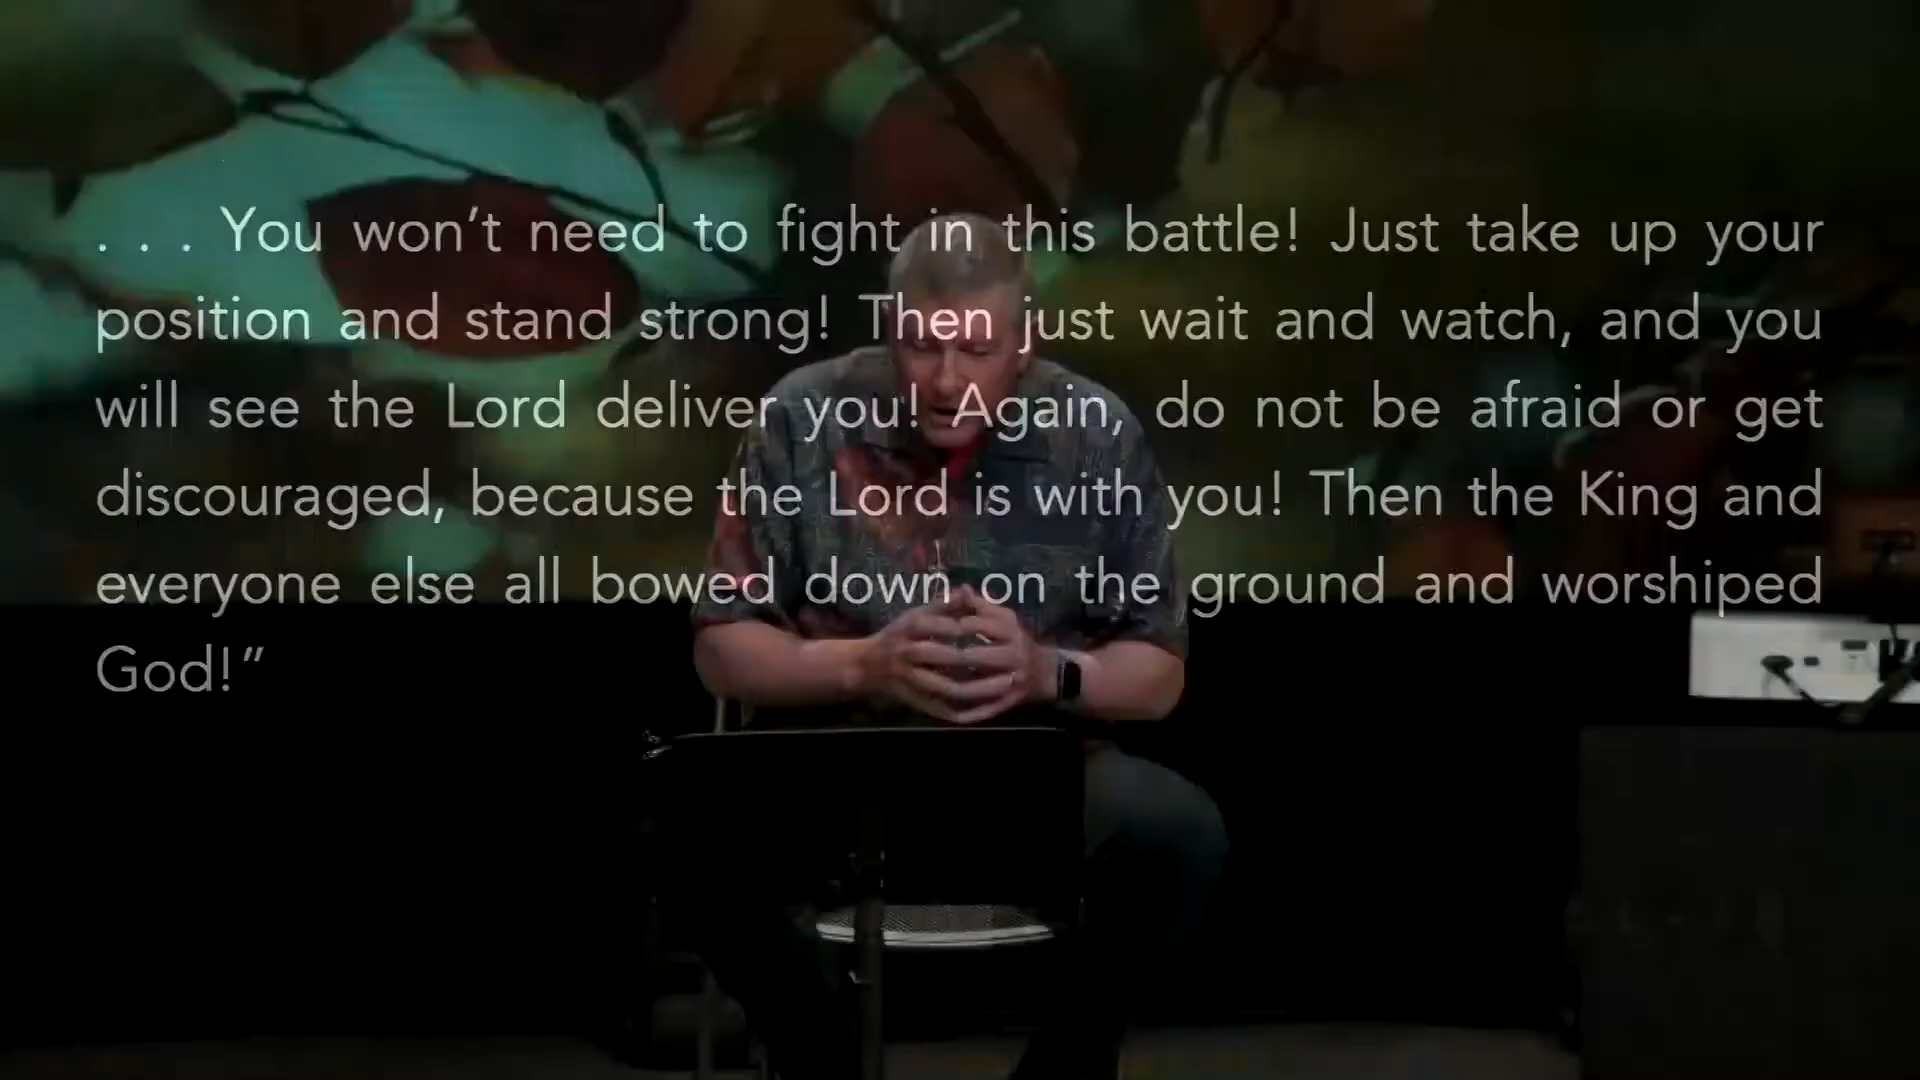 . . . You won’t need to fight in this battle! Just take up your
position and stand strong! Then just wait and watch, and you
will see the Lord deliver you! Again, do not be afraid or get
discouraged, because the Lord is with you! Then the King and
everyone else all bowed down on the ground and worshiped
God!”